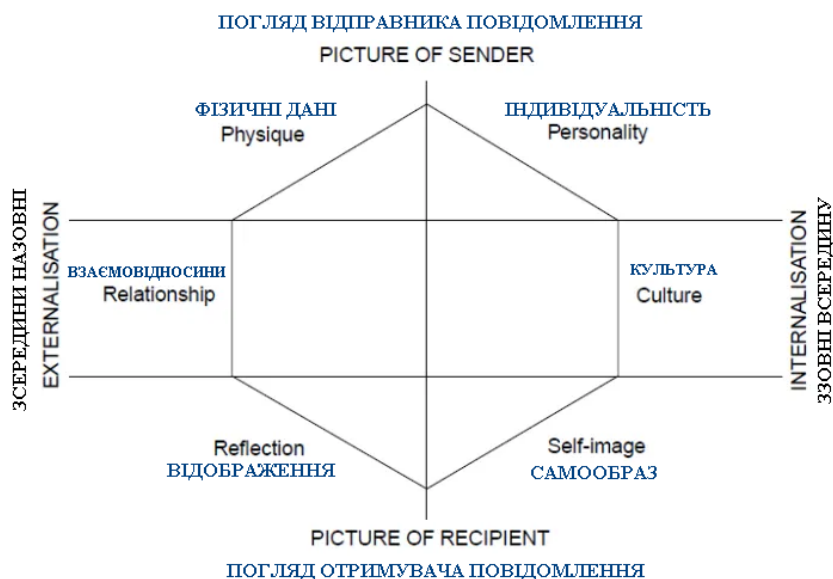 ПОГЛЯД ВІДПРАВНИКА ПОВІДОМЛЕННЯ
PICTURE OF SENDER
ФІЗИЧНІ ДАНІ
Physique
ІНДИВІДУАЛЬНІСТЬ
Personality
ЗСЕРЕДИНИ НАЗОВНІ
EXTERNALISATION
ВЗАЄМОВІДНОСИНИ
Relationship
КУЛЬТУРА
Culture
INTERNALISATION
ЗЗОВНІ ВСЕРЕДИНУ
Reflection
ВІДОБРАЖЕННЯ
Self-image
САМООБРАЗ
PICTURE OF RECIPIENT
ПОГЛЯД ОТРИМУВАЧА ПОВІДОМЛЕННЯ